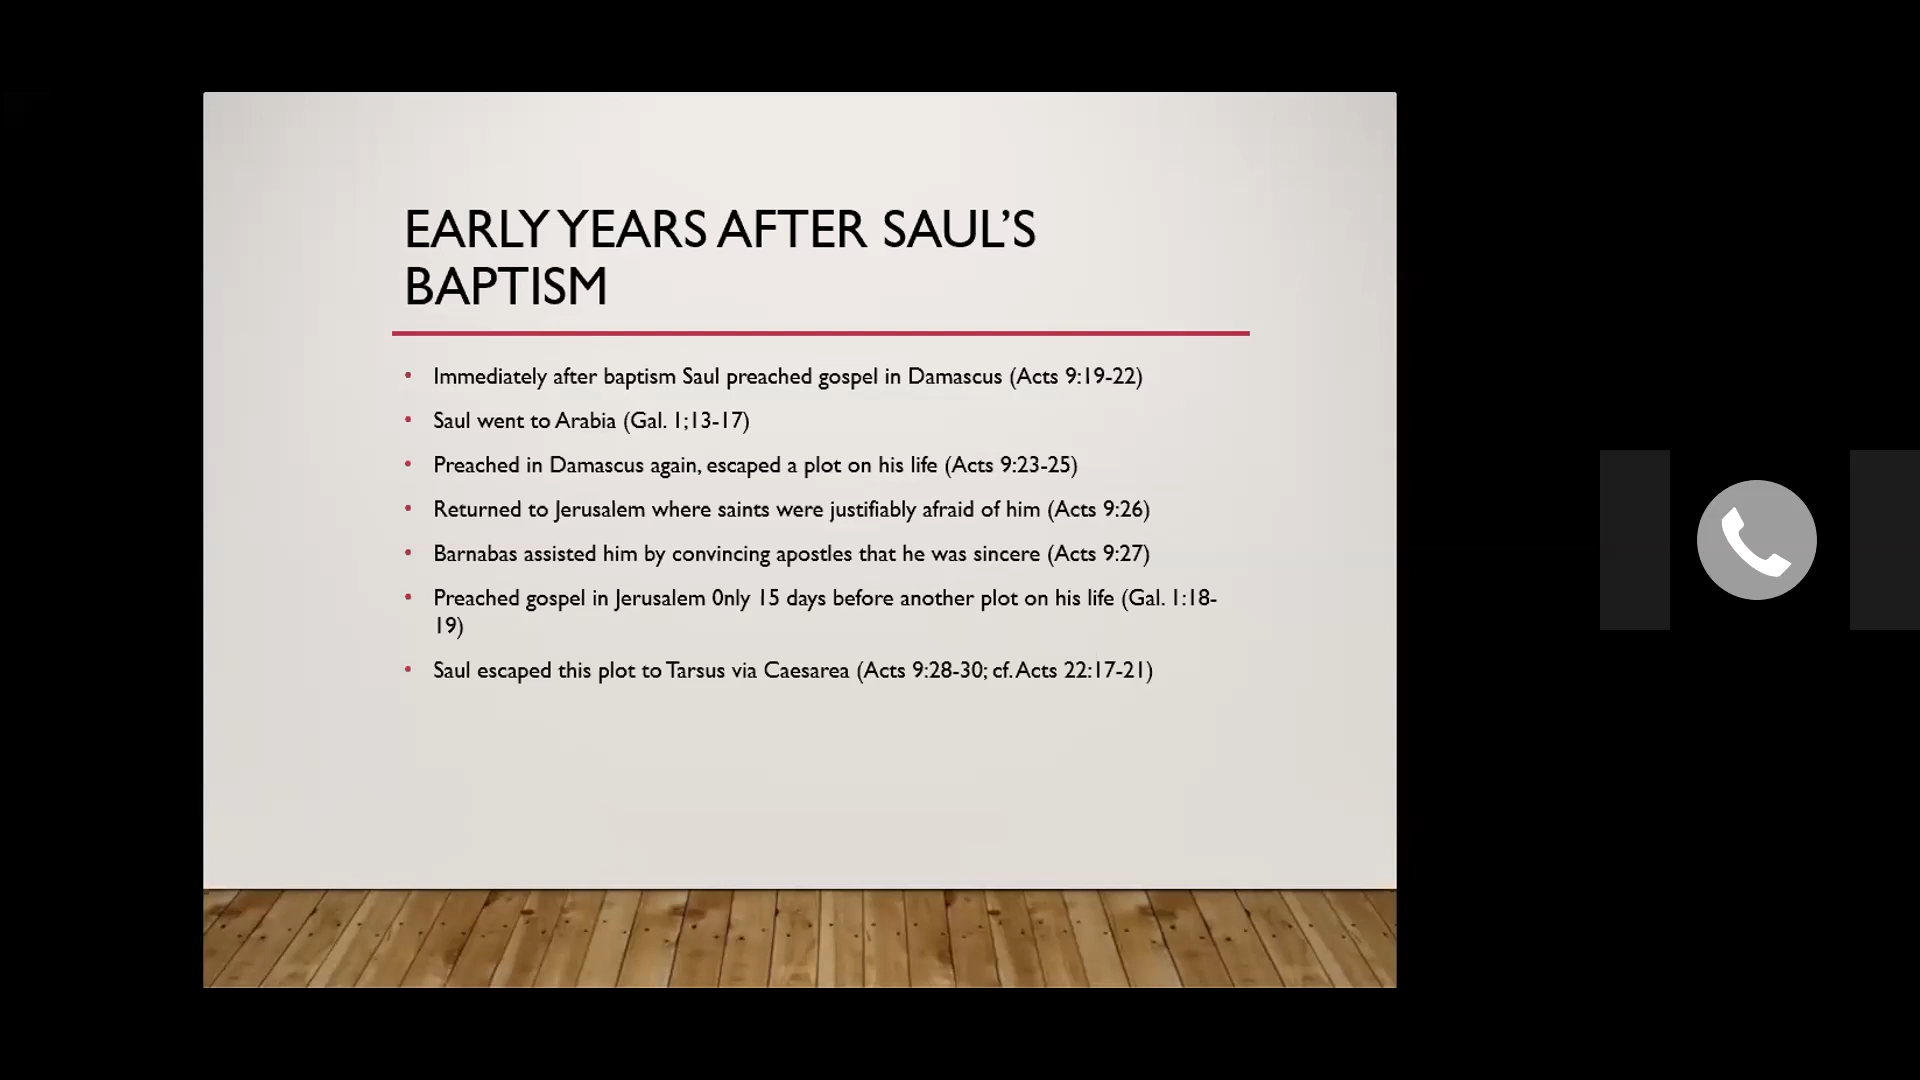 EARLY YEARS AFTER SAUL'S
BAPTISM
• Immediately after baptism Saul preached gospel in Damascus (Acts 9:19-22)
• Saul went to Arabia (Gal. 1;13-17)
• Preached in Damascus again, escaped a plot on his life (Acts 9:23-25)
• Returned to Jerusalem where saints were justifiably afraid of him (Acts 9:26)
• Barnabas assisted him by convincing apostles that he was sincere (Acts 9:27)
• Preached gospel in Jerusalem 0nly 15 days before another plot on his life (Gal. 1:18-
19)
• Saul escaped this plot to Tarsus via Caesarea (Acts 9:28-30; cf. Acts 22:17-21)